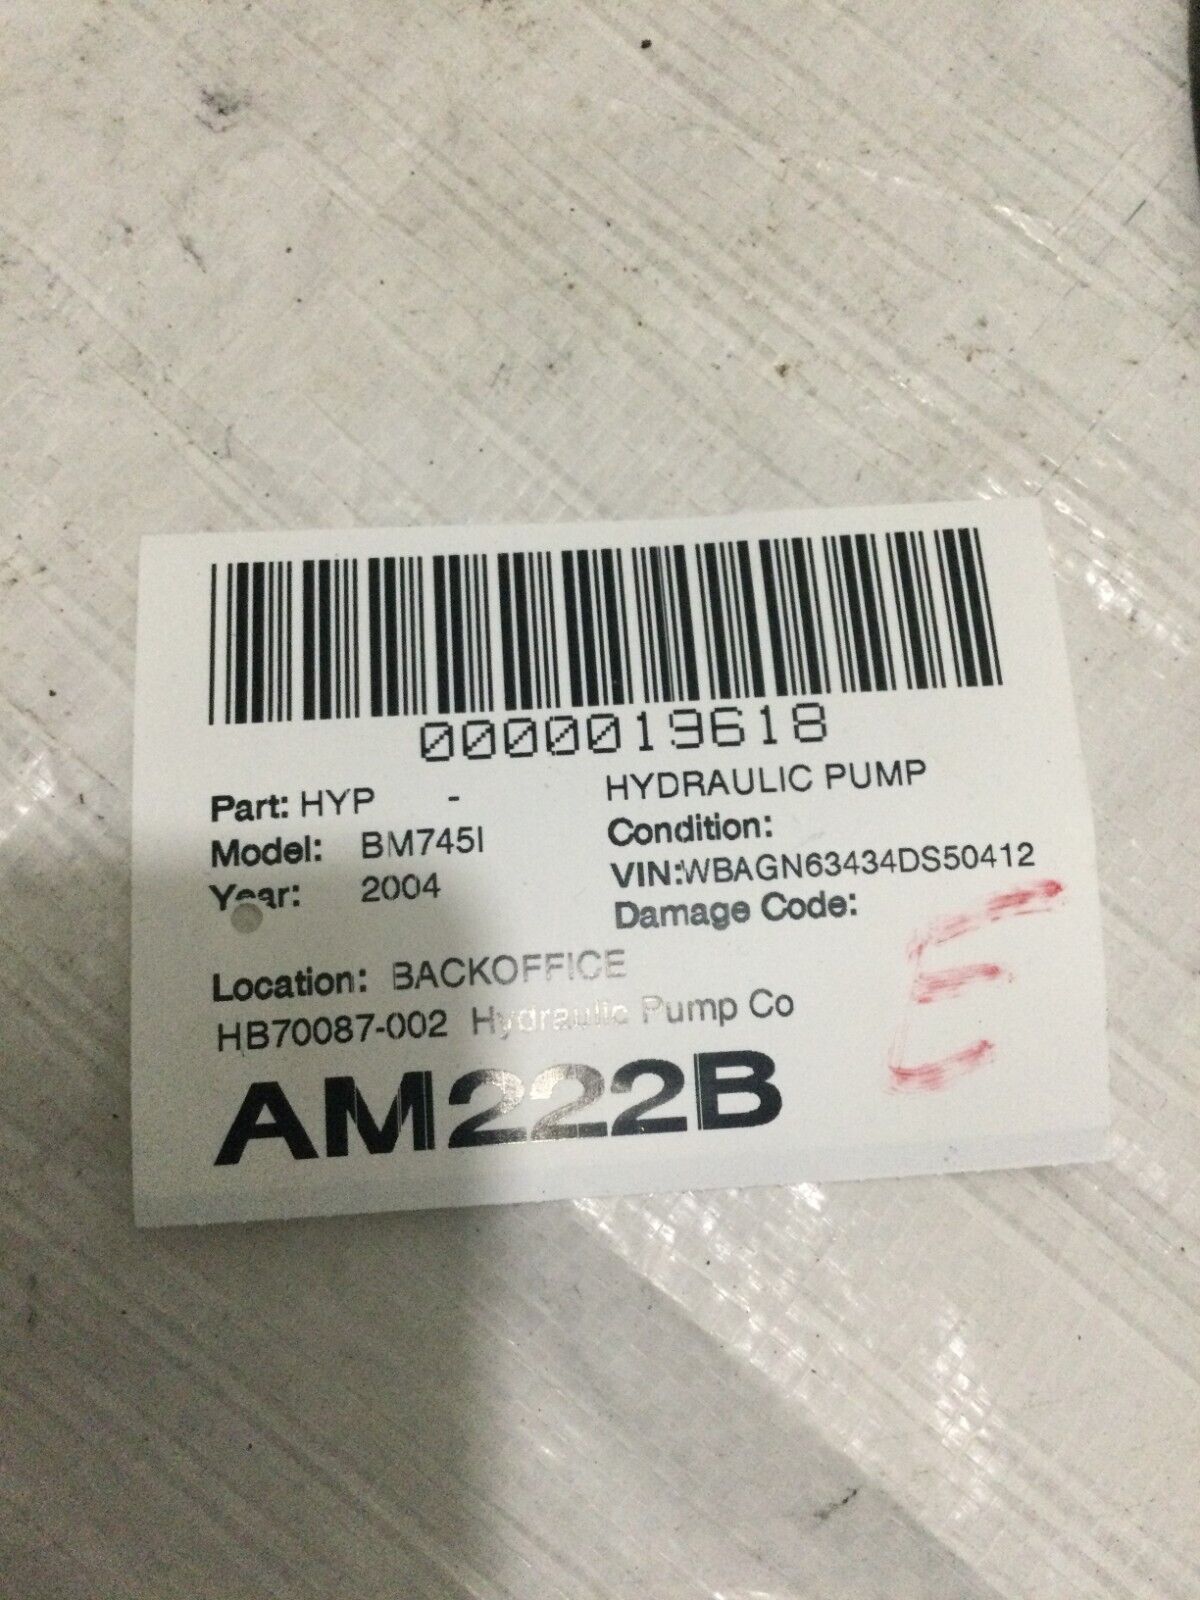 0000019618
Part: HYP - HYDRAULIC PUMP
Model: BM745I Condition:
Year: 2004 VIN:WBAGN63434DS50412
Damage Code:
Location: BACKOFFICE
HB70087-002 Hydraulic Pump Co
AM222B
E